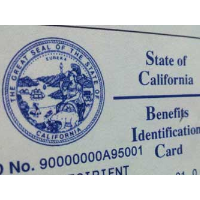 THE GREAT SEAL OF THE STATE OF CALIFORNIA
EUREKA
State of
California
Benefits
Identification
Card
D No. 90000000A95001